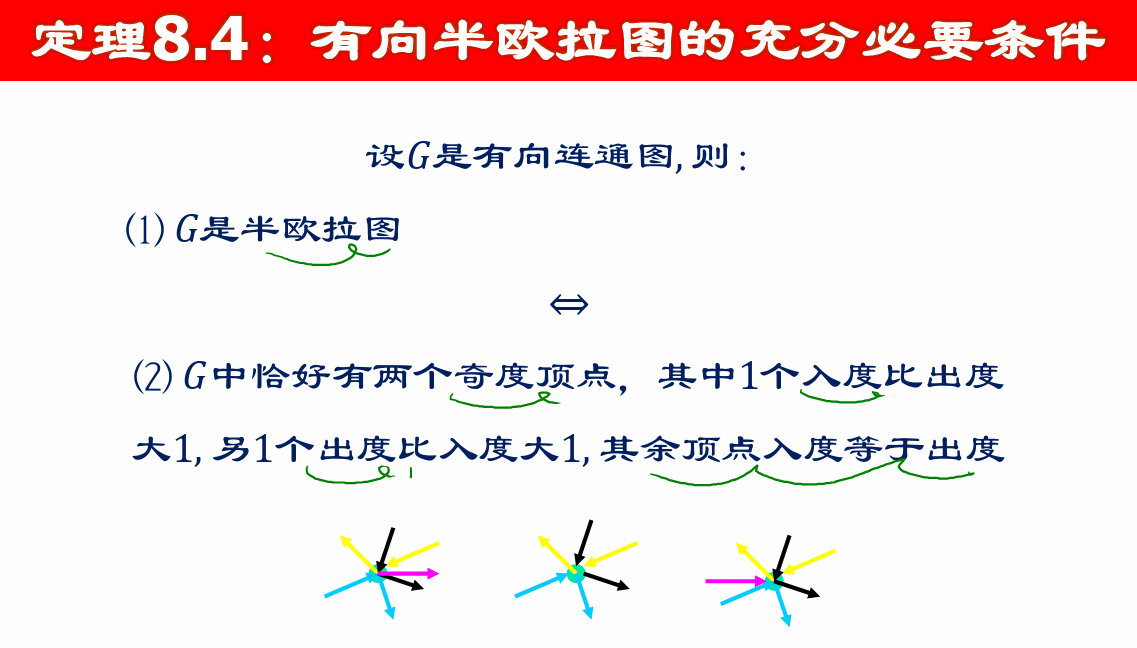 定理8.4：有向半欧拉图的充分必要条件
设G是有向连通图,则：
(1) G是半欧拉图
⇔
(2) G中恰好有两个奇度顶点，其中1个入度比出度
大1,另1个出度比入度大1,其余顶点入度等于出度